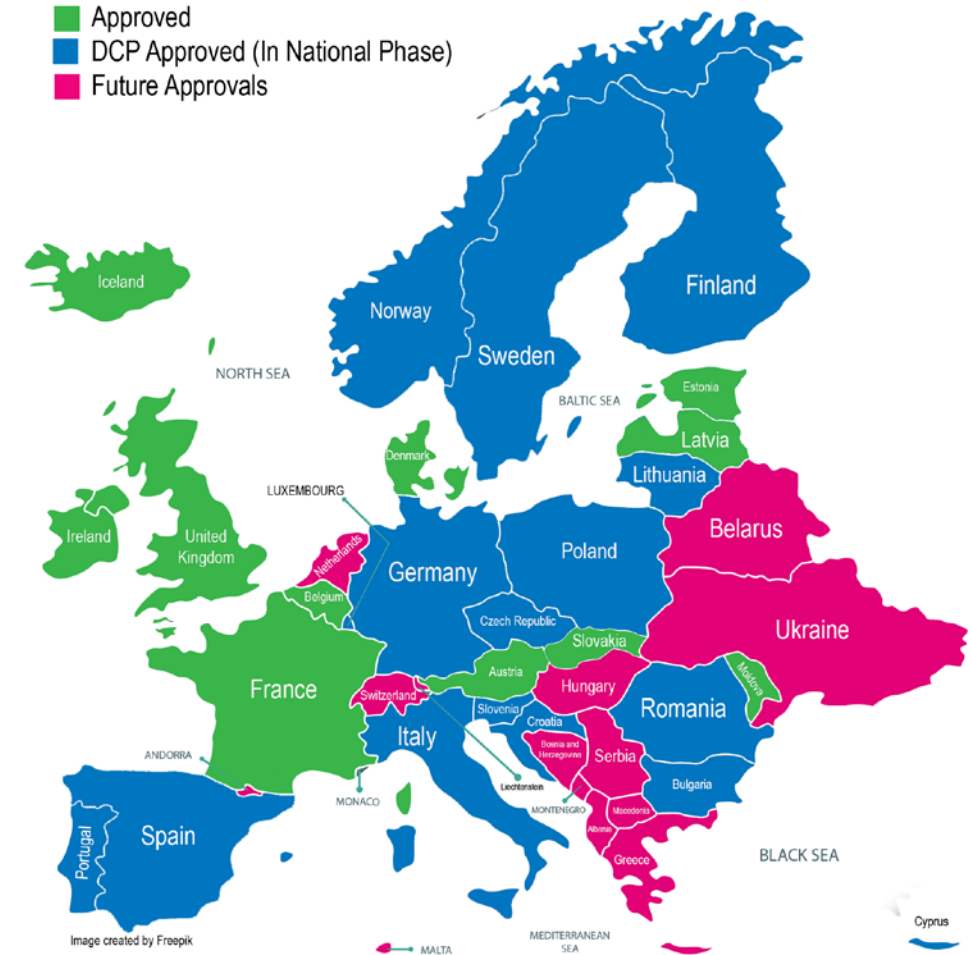 Approved
DCP Approved (In National Phase)
Future Approvals
Iceland
Norway
Finland
Sweden
NORTH SEA
BALTIC SEA
Estonia
Latvia
Denmark
Lithuania
LUXEMBOURG
Ireland
United
Kingdom
Netherlands
Belarus
Poland
Germany
Belgium
Czech Republic
Ukraine
Slovakia
Austria
France
Switzerland
Hungary
Moldova
Slovenia
Romania
Croatia
Italy
Bosnia and
Herzegovina
Serbia
ANDORRA
Liechtenstein
Bulgaria
MONACO
MONTENEGRO
Macedonia
Albania
Portugal
Spain
Greece
BLACK SEA
Cyprus
Image created by Freepik
MALTA
MEDITERRANEAN
SEA